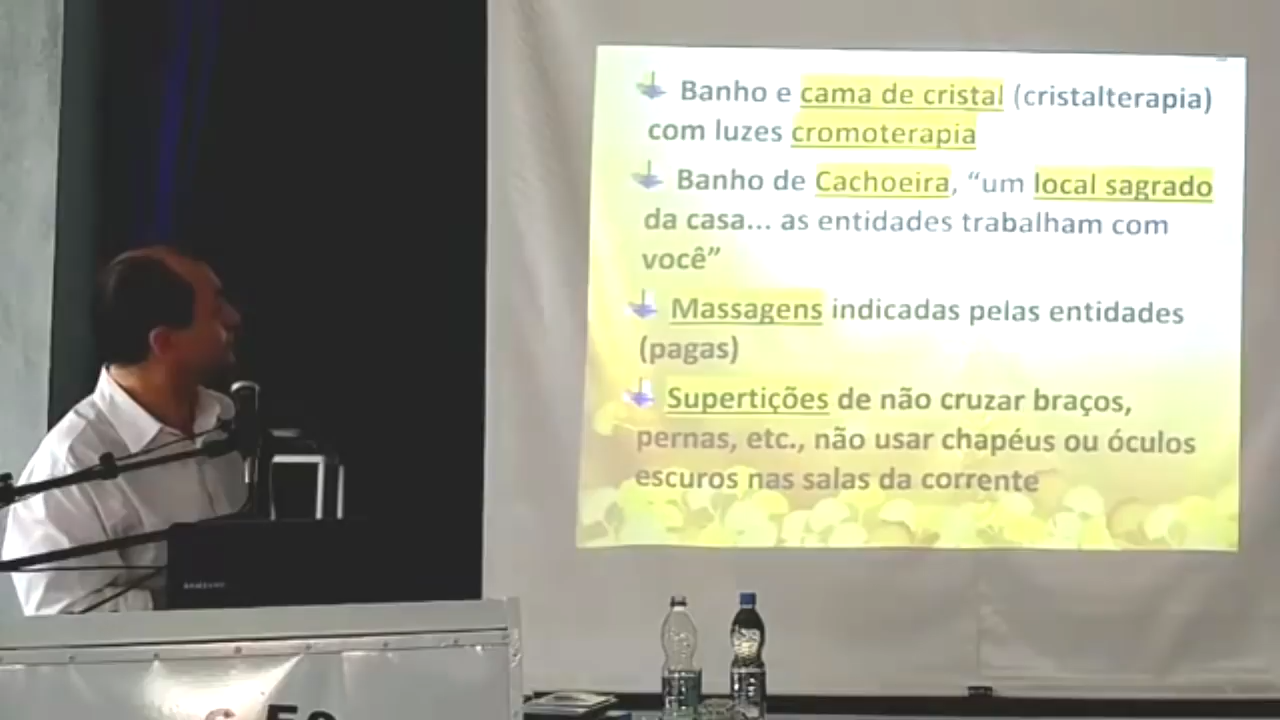 Banho e cama de cristal (cristalterapia)
com luzes cromoterapia
Banho de Cachoeira, “um local sagrado
da casa... as entidades trabalham com
você”
Massagens indicadas pelas entidades
(pagas)
Supertições de não cruzar braços,
pernas, etc., não usar chapéus ou óculos
escuros nas salas da corrente
SAMSUNG